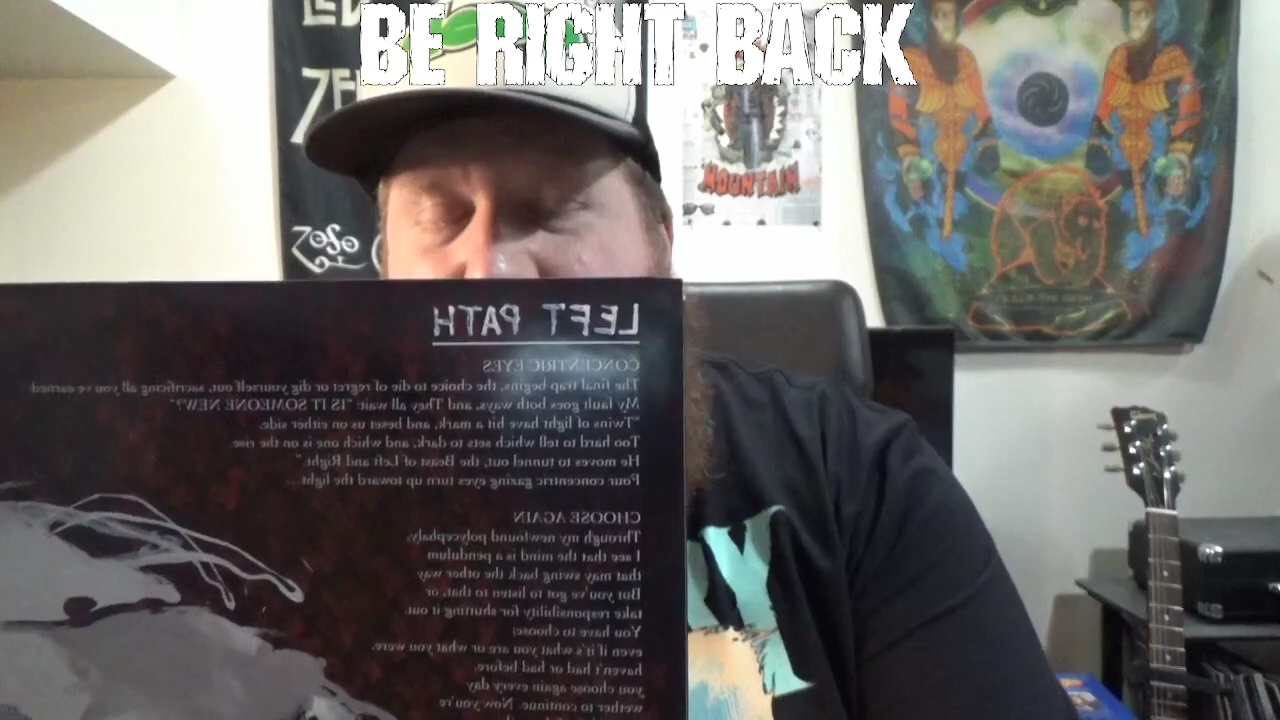 BE RIGHT BACK
LED
ZE
ZOSO
MOUNTAIN
LEFT PATH
CONCENTRIC EYES
The final trap begins, the choice to die of regret or dig yourself out, sacrificing all you've earned.
My fault goes both ways, and They all wait: "IS IT SOMEONE NEW?"
"Twins of light have hit a mark, and beset us on either side.
Too hard to tell which sets to dark, and which one is on the rise.
He moves to tunnel out, the Beast of Left and Right."
Four concentric gazing eyes turn up toward the light...
CHOOSE AGAIN
Through my newfound polycephaly,
I see that the mind is a pendulum
that may swing back the other way
But you've got to listen to that, or
take responsibility for shutting it out.
You have to choose;
even if it's what you are or what you were,
haven't had or had before,
you choose again every day
wether to continue. Now you're